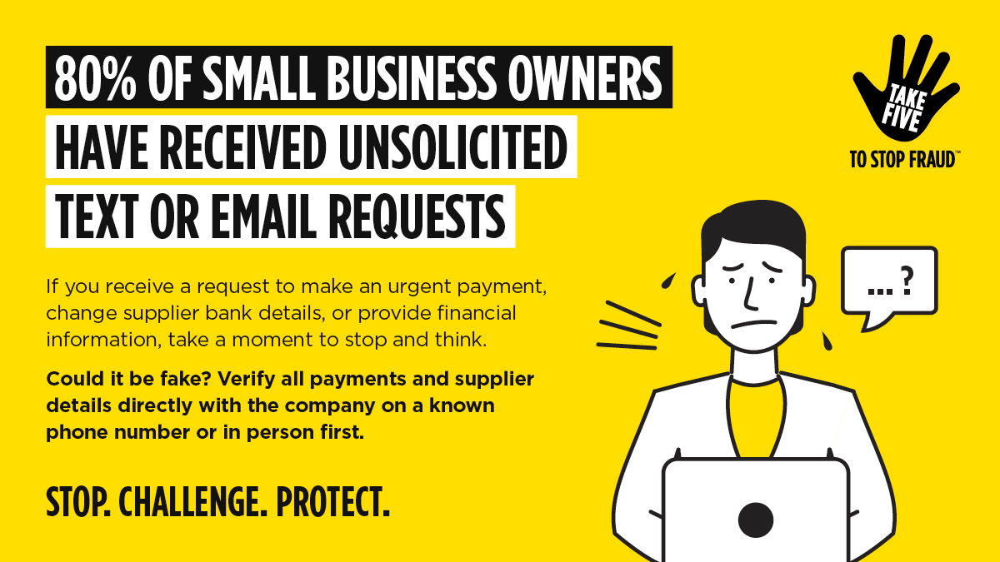 80% OF SMALL BUSINESS OWNERS
HAVE RECEIVED UNSOLICITED
TEXT OR EMAIL REQUESTS
If you receive a request to make an urgent payment,
change supplier bank details, or provide financial
information, take a moment to stop and think.
Could it be fake? Verify all payments and supplier
details directly with the company on a known
phone number or in person first.
STOP. CHALLENGE. PROTECT.
TAKE
FIVE
TO STOP FRAUD™
...?